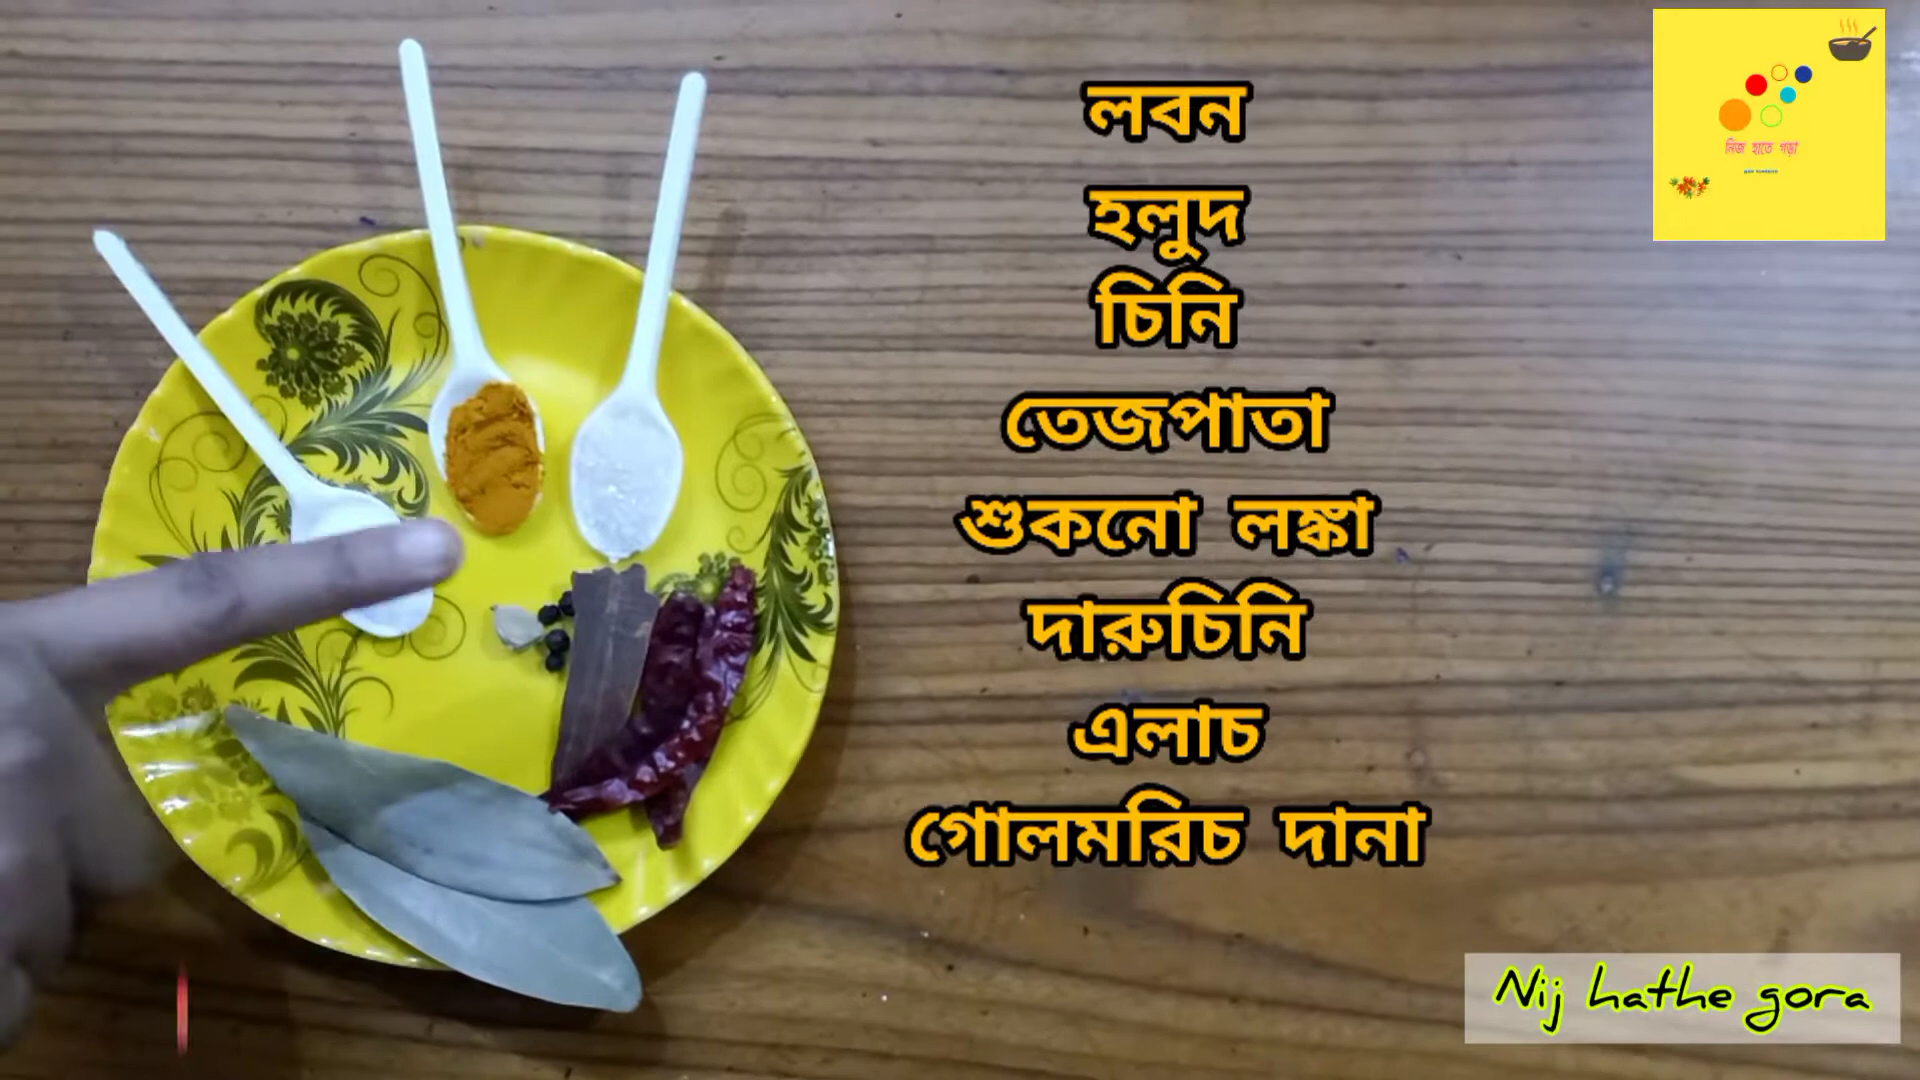 লবন
হলুদ
চিনি
তেজপাতা
শুকনো লঙ্কা
দারুচিনি
এলাচ
গোলমরিচ দানা
নিজ হাতে গড়া
Nij hathe gora